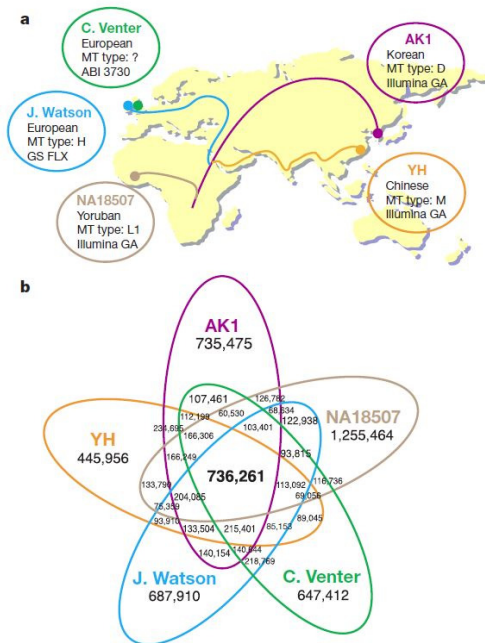 a
C. Venter
European
MT type: ?
ABI 3730
AK1
Korean
MT type: D
Illumina GA
J. Watson
European
MT type: H
GS FLX
YH
Chinese
MT type: M
Illumina GA
NA18507
Yoruban
MT type: L1
Illumina GA
b
AK1
735,475
107,461
126,782
112,199
60,530
68,634
122,938
NA18507
1,255,464
234,695
103,401
YH
445,956
166,306
93,815
166,249
736,261
133,790
113,092
116,736
204,085
69,056
75,359
93,910
89,045
133,504
215,401
85,153
140,154
218,769
J. Watson
687,910
C. Venter
647,412